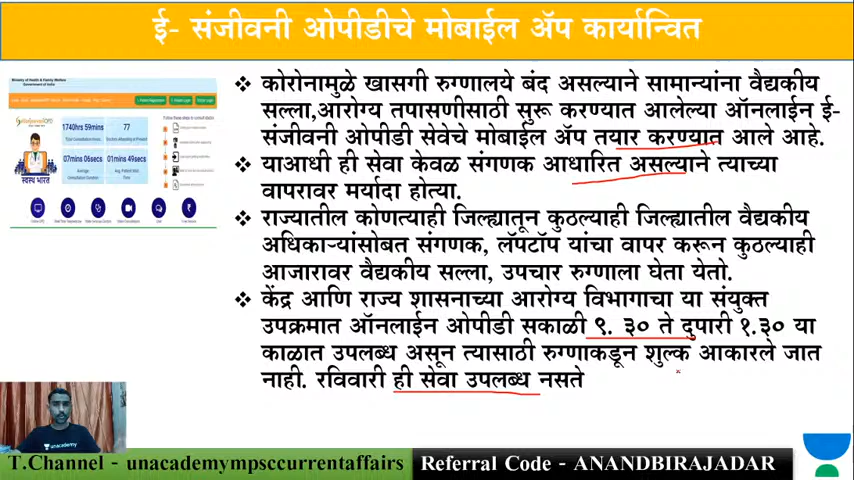 ई- संजीवनी ओपीडीचे मोबाईल ॲप कार्यान्वित
Ministry of Health & Family Welfare
Government of India
1740hrs 59mins
77
07mins 06secs
01mins 49secs
स्वस्थ भारत
❖ कोरोनामुळे खासगी रुग्णालये बंद असल्याने सामान्यांना वैद्यकीय
सल्ला,आरोग्य तपासणीसाठी सुरू करण्यात आलेल्या ऑनलाईन ई-
संजीवनी ओपीडी सेवेचे मोबाईल ॲप तयार करण्यात आले आहे.
❖ याआधी ही सेवा केवळ संगणक आधारित असल्याने त्याच्या
वापरावर मर्यादा होत्या.
❖ राज्यातील कोणत्याही जिल्ह्यातून कुठल्याही जिल्ह्यातील वैद्यकीय
अधिकाऱ्यांसोबत संगणक, लॅपटॉप यांचा वापर करून कुठल्याही
आजारावर वैद्यकीय सल्ला, उपचार रुग्णाला घेता येतो.
❖ केंद्र आणि राज्य शासनाच्या आरोग्य विभागाचा या संयुक्त
उपक्रमात ऑनलाईन ओपीडी सकाळी ९. ३० ते दुपारी १.३० या
काळात उपलब्ध असून त्यासाठी रुग्णाकडून शुल्क आकारले जात
नाही. रविवारी ही सेवा उपलब्ध नसते
unacademy
T.Channel - unacademympsccurrentaffairs
Referral Code - ANANDBIRAJADAR